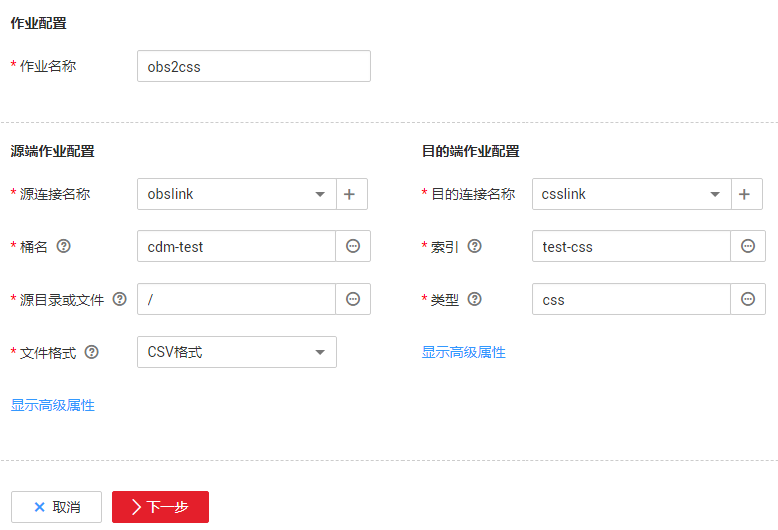 作业配置
* 作业名称 obs2css
源端作业配置
* 源连接名称 obslink
* 桶名 cdm-test
* 源目录或文件 /
* 文件格式 CSV格式
显示高级属性
目的端作业配置
* 目的连接名称 csslink
* 索引 test-css
* 类型 css
显示高级属性
取消 下一步